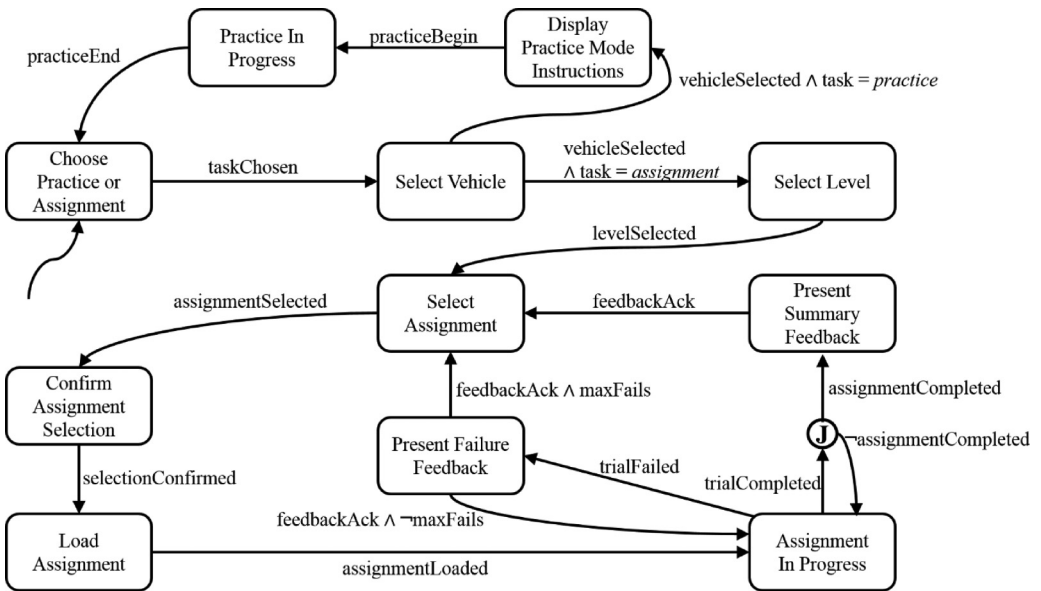 Practice In
Progress
practiceBegin
Display
Practice Mode
Instructions
practiceEnd
vehicleSelected ∧ task = practice
Choose
Practice or
Assignment
taskChosen
Select Vehicle
vehicleSelected
∧ task = assignment
Select Level
levelSelected
assignmentSelected
Select
Assignment
feedbackAck
Present
Summary
Feedback
Confirm
Assignment
Selection
feedbackAck ∧ maxFails
assignmentCompleted
J
¬assignmentCompleted
Present Failure
Feedback
trialFailed
trialCompleted
selectionConfirmed
feedbackAck ∧ ¬maxFails
Load
Assignment
assignmentLoaded
Assignment
In Progress